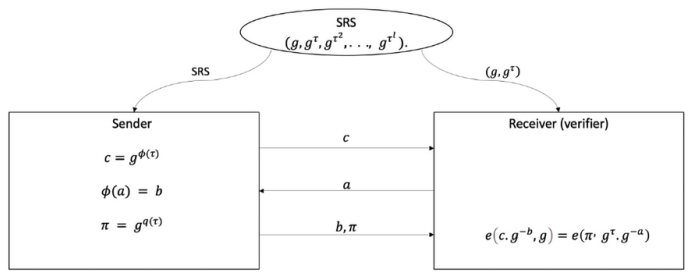 SRS
(g, g^τ, g^{τ^2}, . . ., g^{τ^l}).
SRS
(g, g^τ)
Sender
c = g^{ϕ(τ)}
ϕ(a) = b
π = g^{q(τ)}
c
a
b, π
Receiver (verifier)
e(c. g^{-b}, g) = e(π, g^τ. g^{-a})